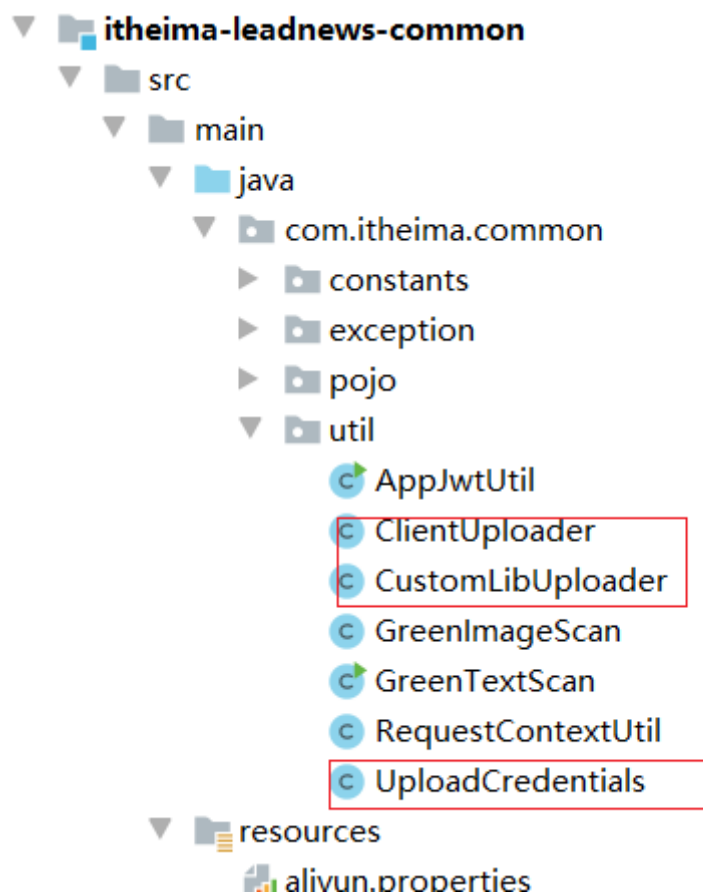 itheima-leadnews-common
src
main
java
com.itheima.common
constants
exception
pojo
util
AppJwtUtil
ClientUploader
CustomLibUploader
GreenImageScan
GreenTextScan
RequestContextUtil
UploadCredentials
resources
aliyun.properties